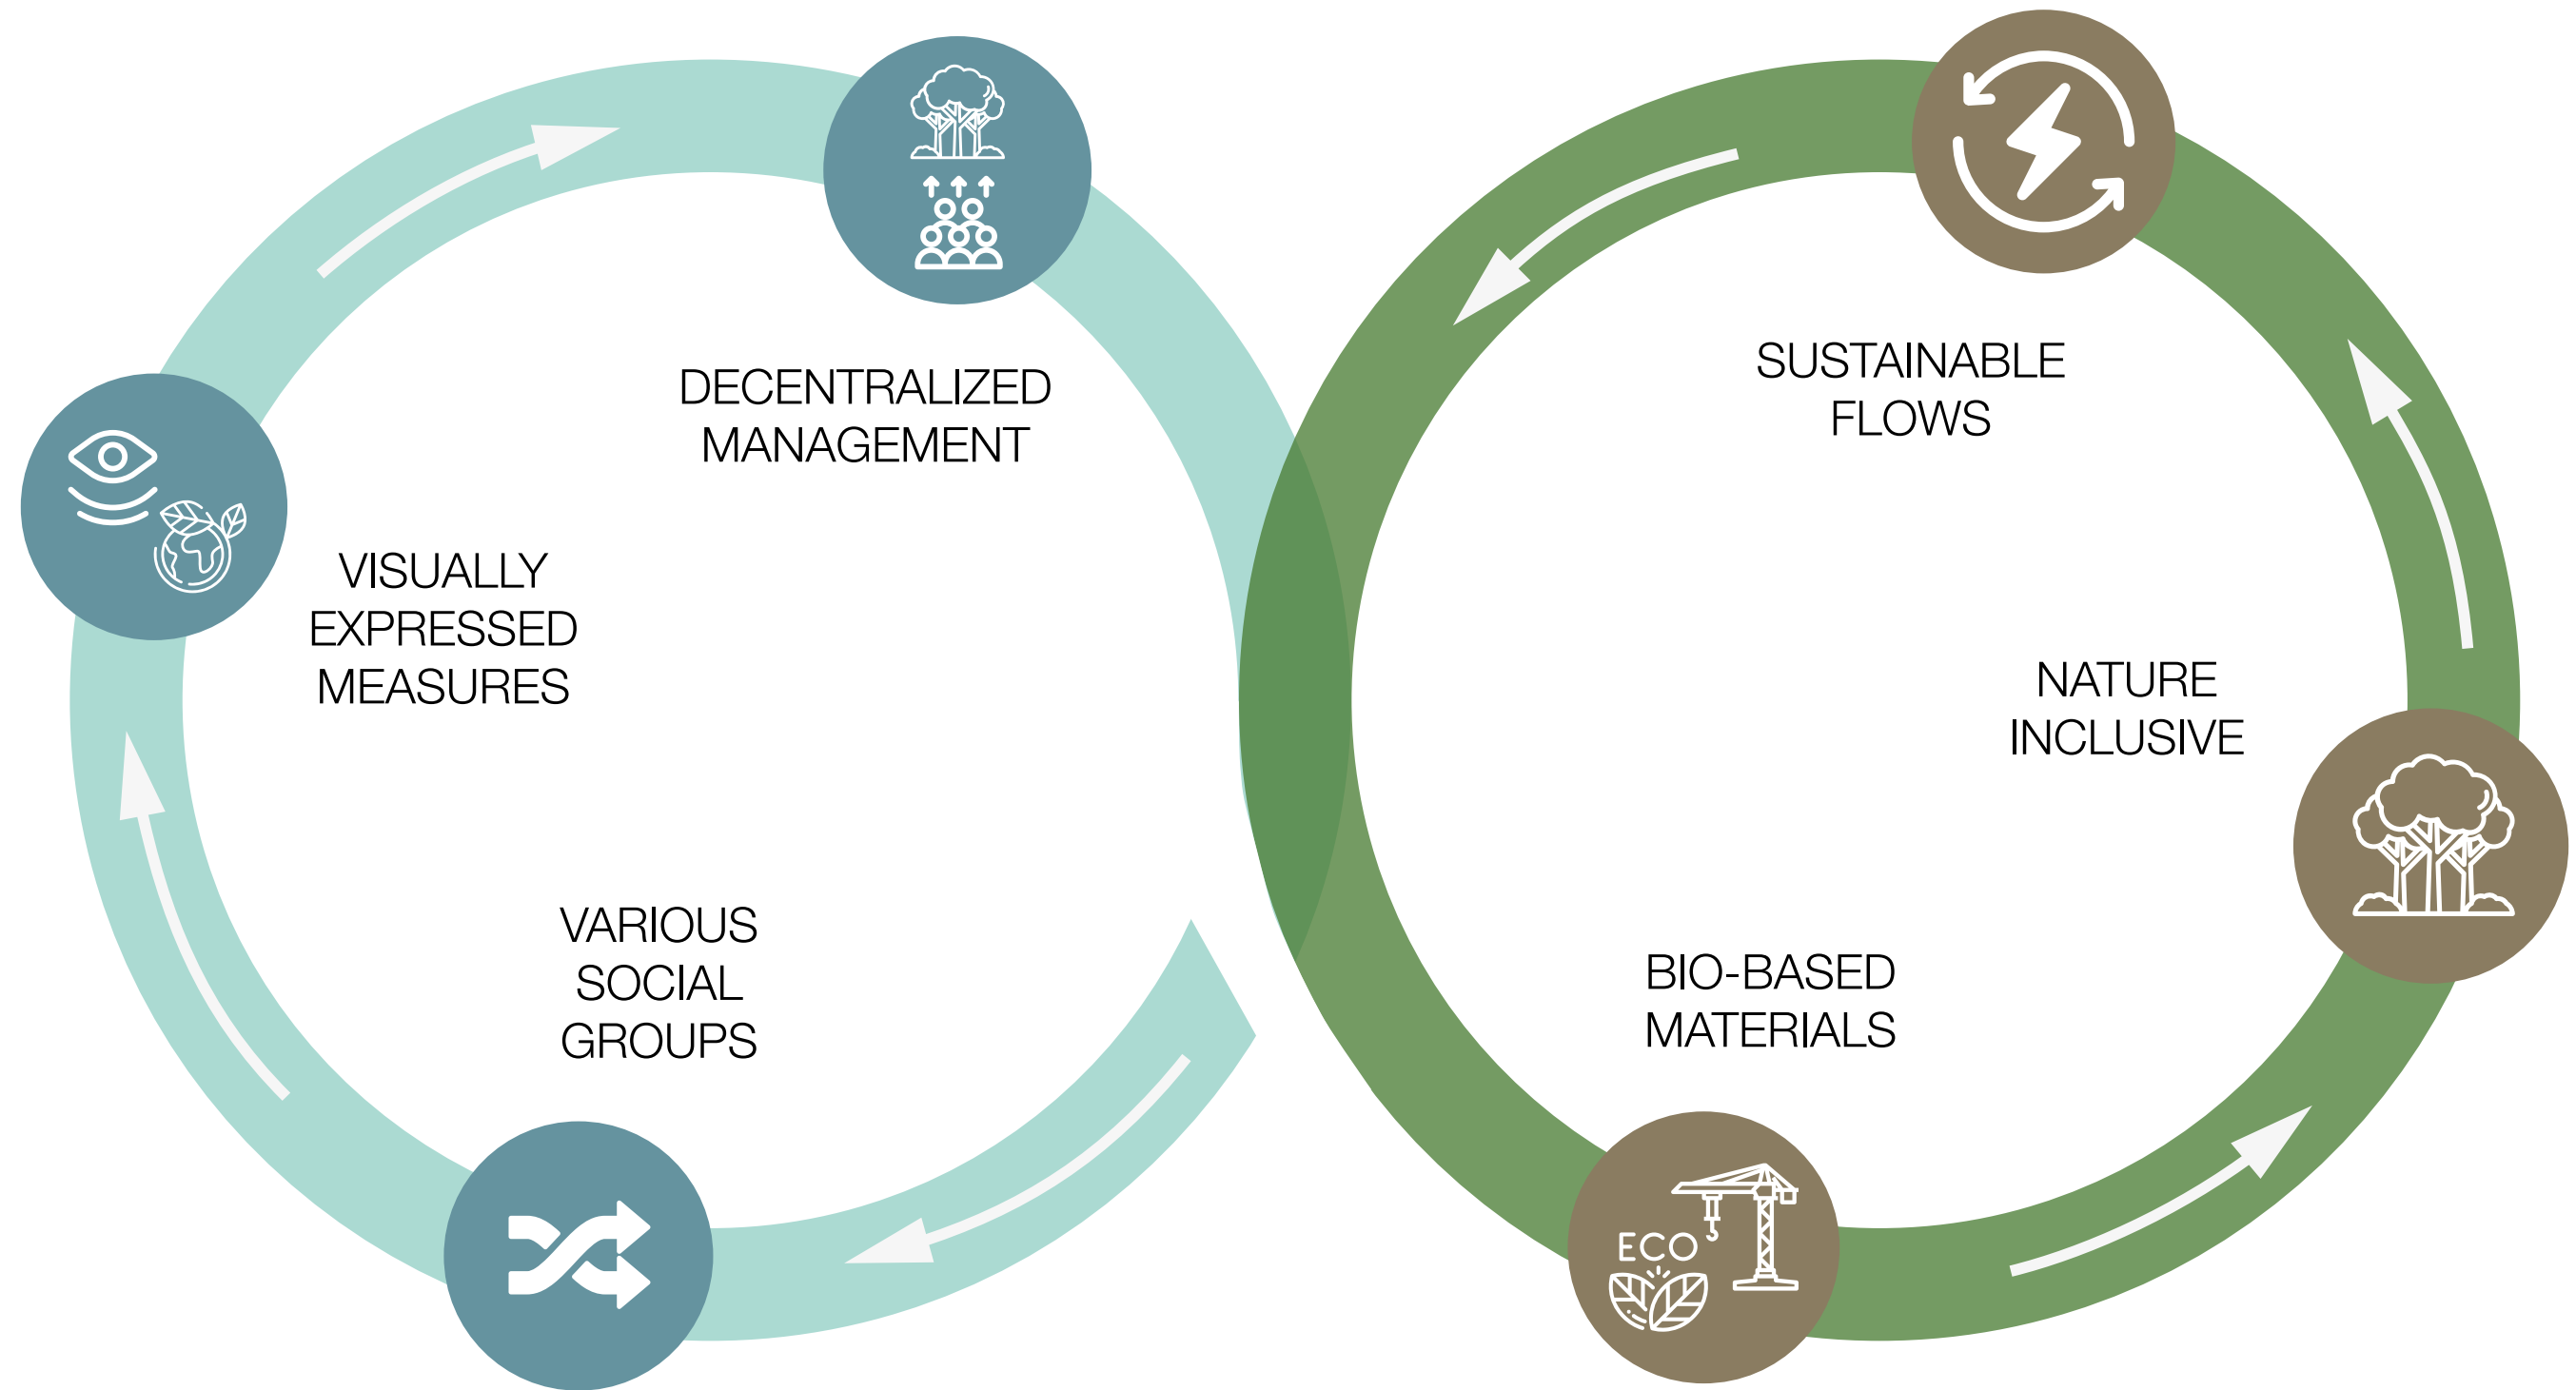 DECENTRALIZED
MANAGEMENT
VISUALLY
EXPRESSED
MEASURES
VARIOUS
SOCIAL
GROUPS
SUSTAINABLE
FLOWS
NATURE
INCLUSIVE
BIO-BASED
MATERIALS
ECO